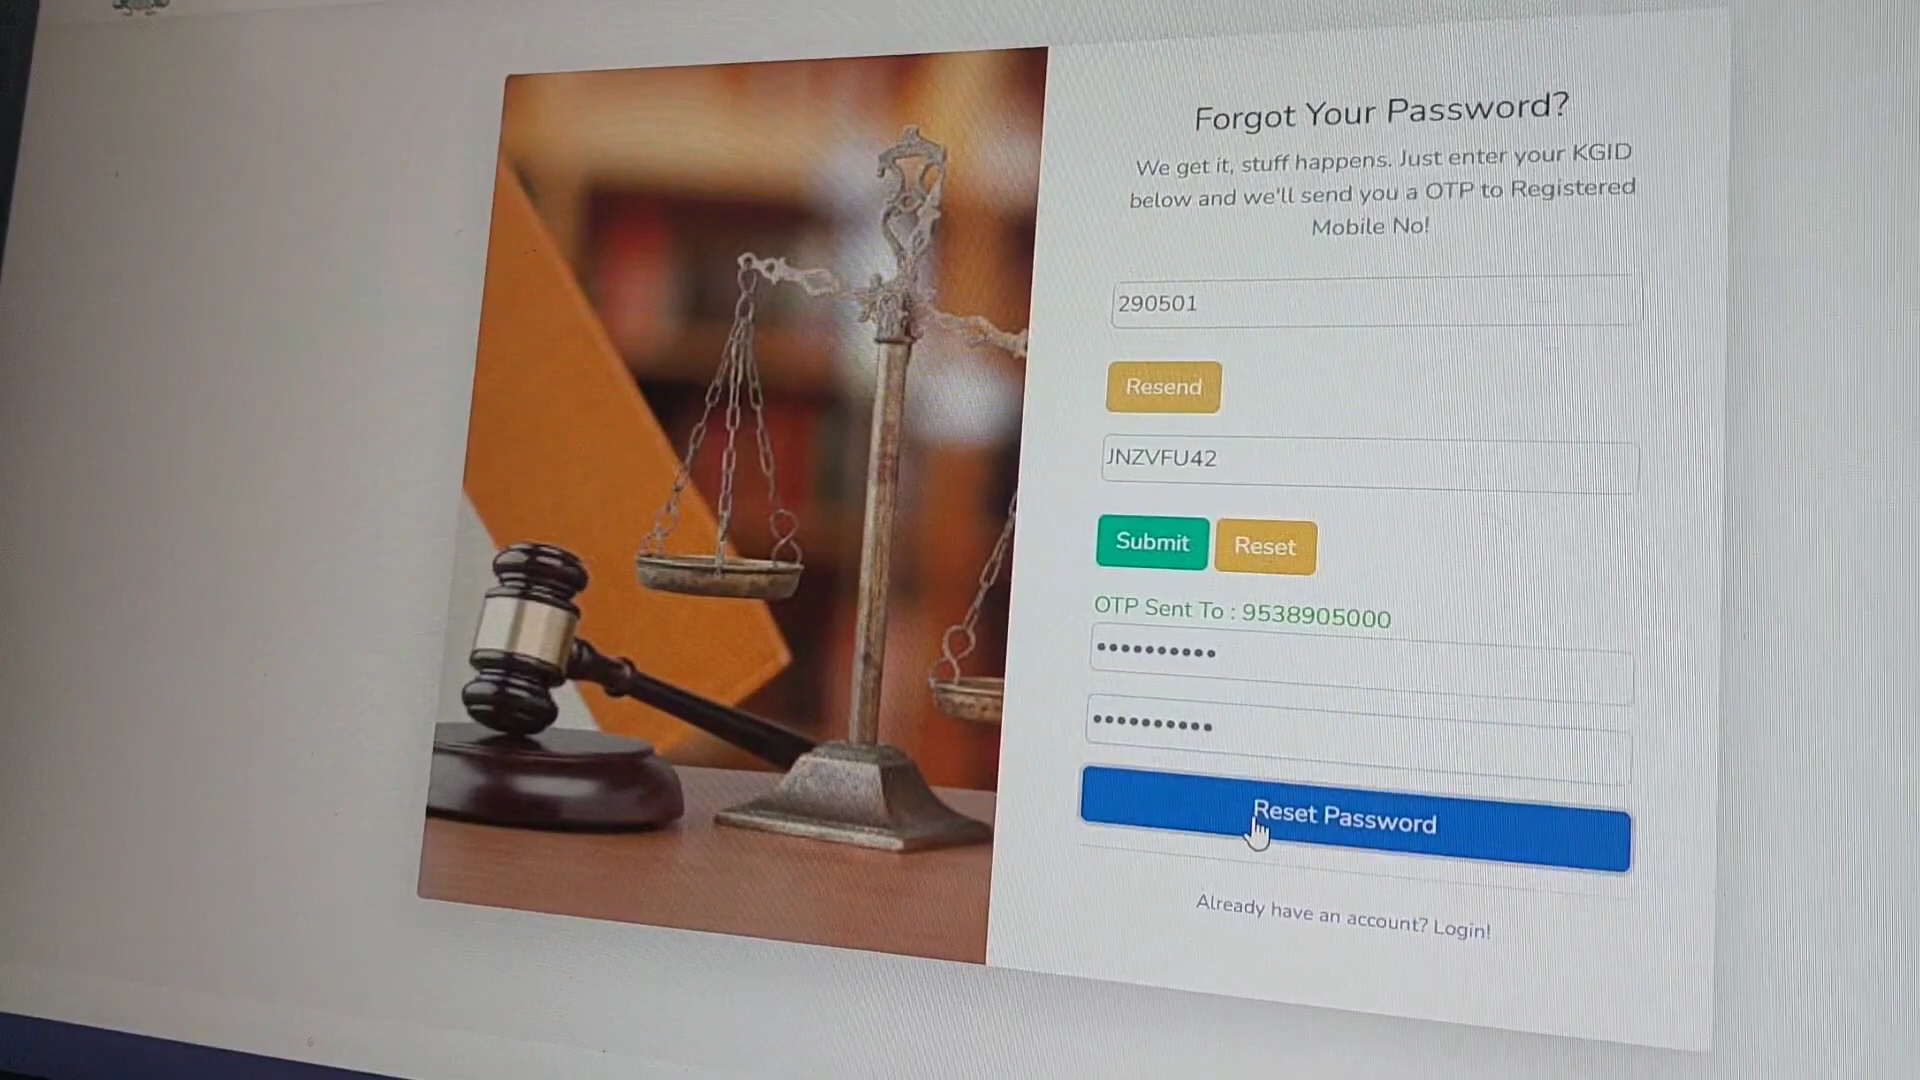 Forgot Your Password?
We get it, stuff happens. Just enter your KGID
below and we'll send you a OTP to Registered
Mobile No!
290501
Resend
JNZVFU42
Submit Reset
OTP Sent To : 9538905000
••••••••••
••••••••••
Reset Password
Already have an account? Login!